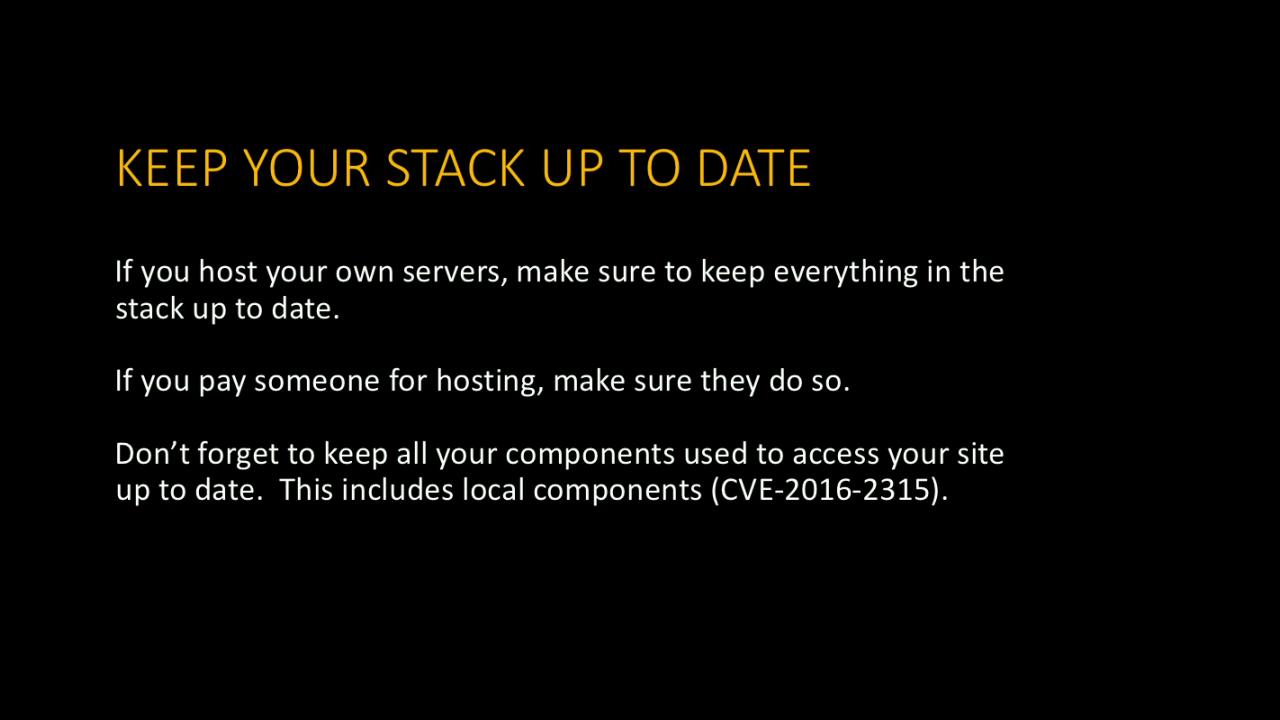 KEEP YOUR STACK UP TO DATE
If you host your own servers, make sure to keep everything in the
stack up to date.
If you pay someone for hosting, make sure they do so.
Don’t forget to keep all your components used to access your site
up to date.  This includes local components (CVE-2016-2315).